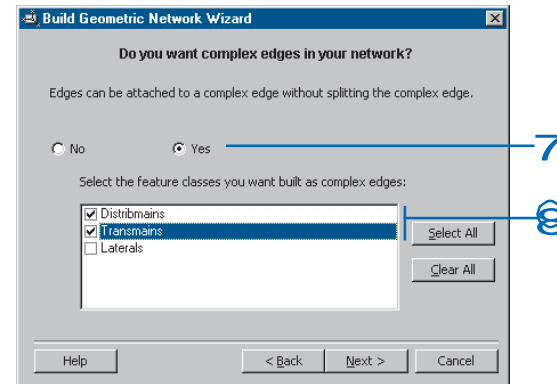 Build Geometric Network Wizard
Do you want complex edges in your network?
Edges can be attached to a complex edge without splitting the complex edge.
No Yes 7
Select the feature classes you want built as complex edges:
Distribmains
Transmains
Laterals
Select All
Clear All
Help < Back Next > Cancel